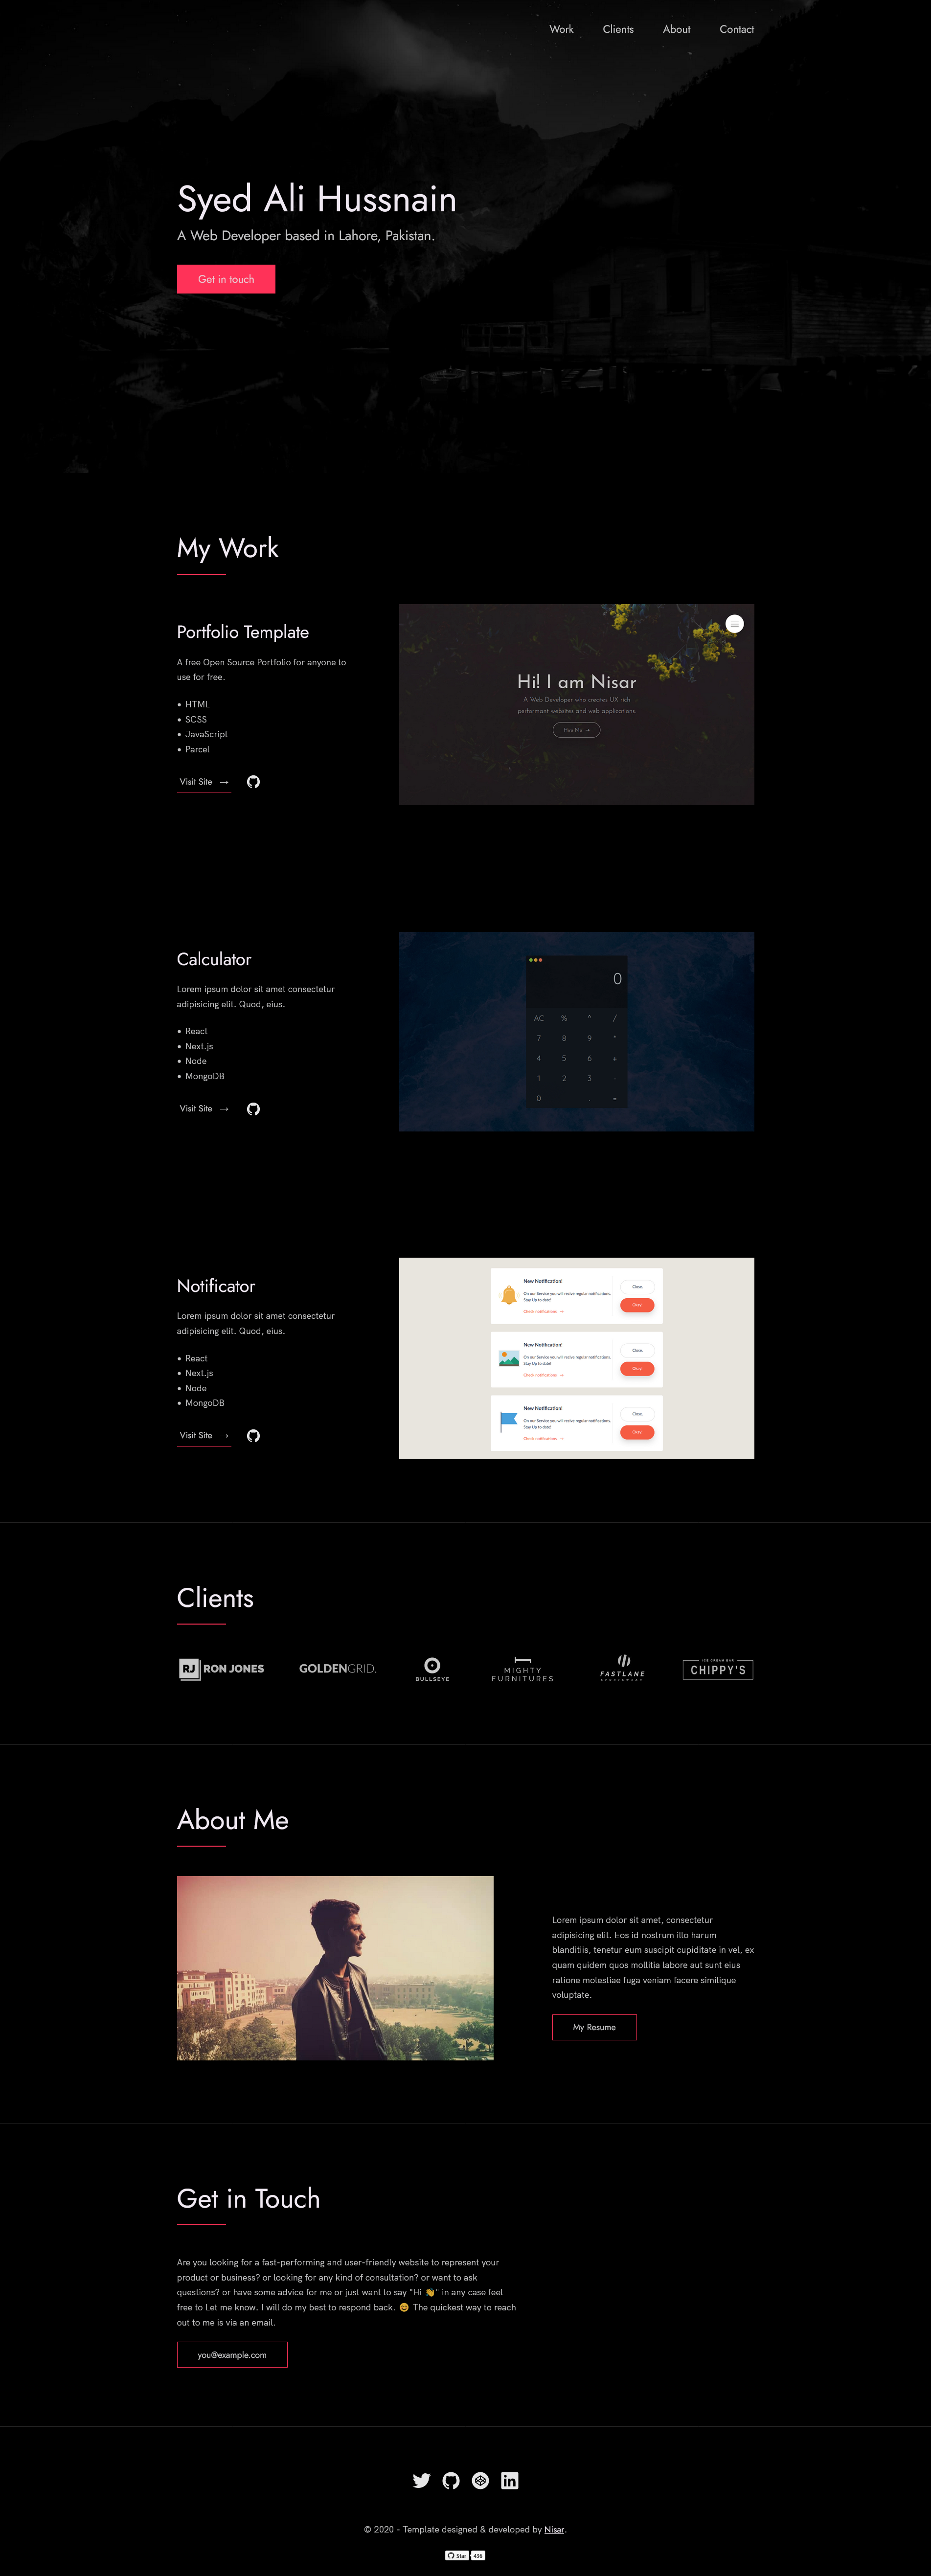 Work Clients About Contact
Syed Ali Hussnain
A Web Developer based in Lahore, Pakistan.
Get in touch
My Work
Portfolio Template
A free Open Source Portfolio for anyone to
use for free.
HTML
SCSS
JavaScript
Parcel
Visit Site →
Hi! I am Nisar
A Web Developer who creates UX rich
performant websites and web applications.
Calculator
Lorem ipsum dolor sit amet consectetur
adipisicing elit. Quod, eius.
React
Next.js
Node
MongoDB
Visit Site →
0
AC % ^ /
7 8 9 *
4 5 6 +
1 2 3 -
0 . =
Notificator
Lorem ipsum dolor sit amet consectetur
adipisicing elit. Quod, eius.
React
Next.js
Node
MongoDB
Visit Site →
New Notification!
On our Service you will recive regular notifications.
Stay Up to date!
Check notifications →
Close.
Okay!
New Notification!
On our Service you will recive regular notifications.
Stay Up to date!
Check notifications →
Close.
Okay!
New Notification!
On our Service you will recive regular notifications.
Stay Up to date!
Check notifications →
Close.
Okay!
Clients
RJ RON JONES
GOLDENGRID.
BULLSEYE
MIGHTY
FURNITURES
FASTLANE
SPORTSWEAR
ICE CREAM BAR
CHIPPY'S
About Me
Lorem ipsum dolor sit amet, consectetur
adipisicing elit. Eos id nostrum illo harum
blanditiis, tenetur eum suscipit cupiditate in vel, ex
quam quidem quos mollitia labore aut sunt eius
ratione molestiae fuga veniam facere similique
voluptate.
My Resume
Get in Touch
Are you looking for a fast-performing and user-friendly website to represent your
product or business? or looking for any kind of consultation? or want to ask
questions? or have some advice for me or just want to say "Hi 👋" in any case feel
free to Let me know. I will do my best to respond back. 😊 The quickest way to reach
out to me is via an email.
you@example.com
© 2020 - Template designed & developed by Nisar.
Star 436